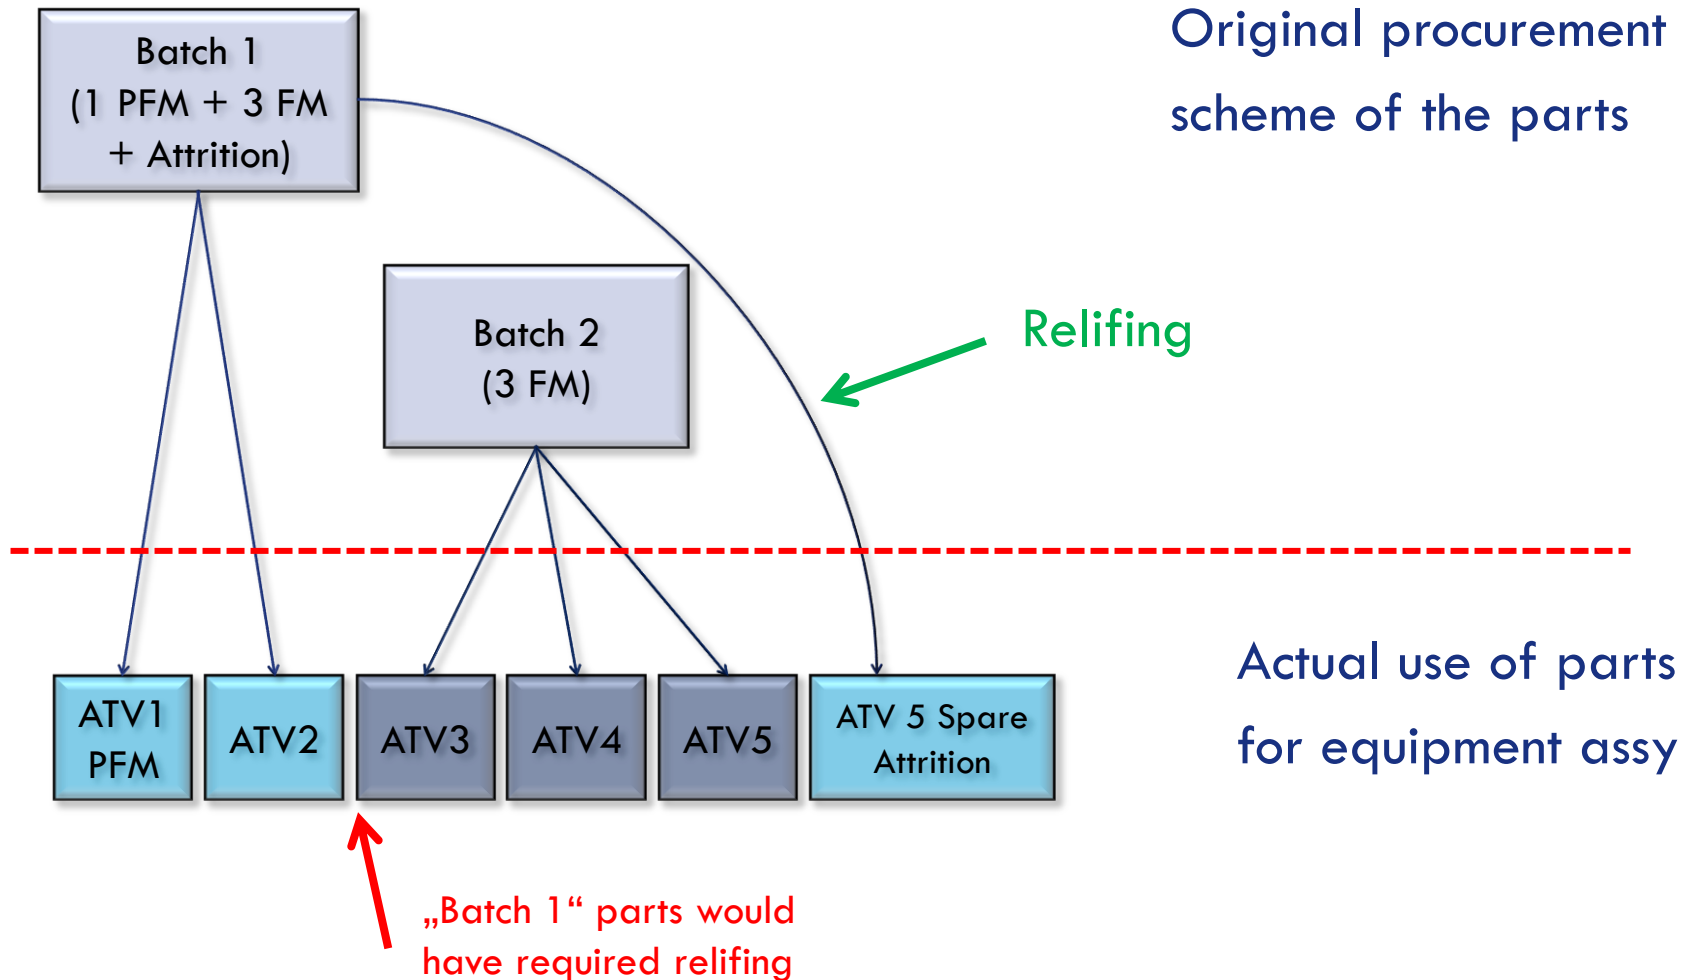 Original procurement
scheme of the parts
Batch 1
(1 PFM + 3 FM
+ Attrition)
Batch 2
(3 FM)
Relifing
Actual use of parts
for equipment assy
ATV1
PFM
ATV2
ATV3
ATV4
ATV5
ATV 5 Spare
Attrition
„Batch 1“ parts would
have required relifing